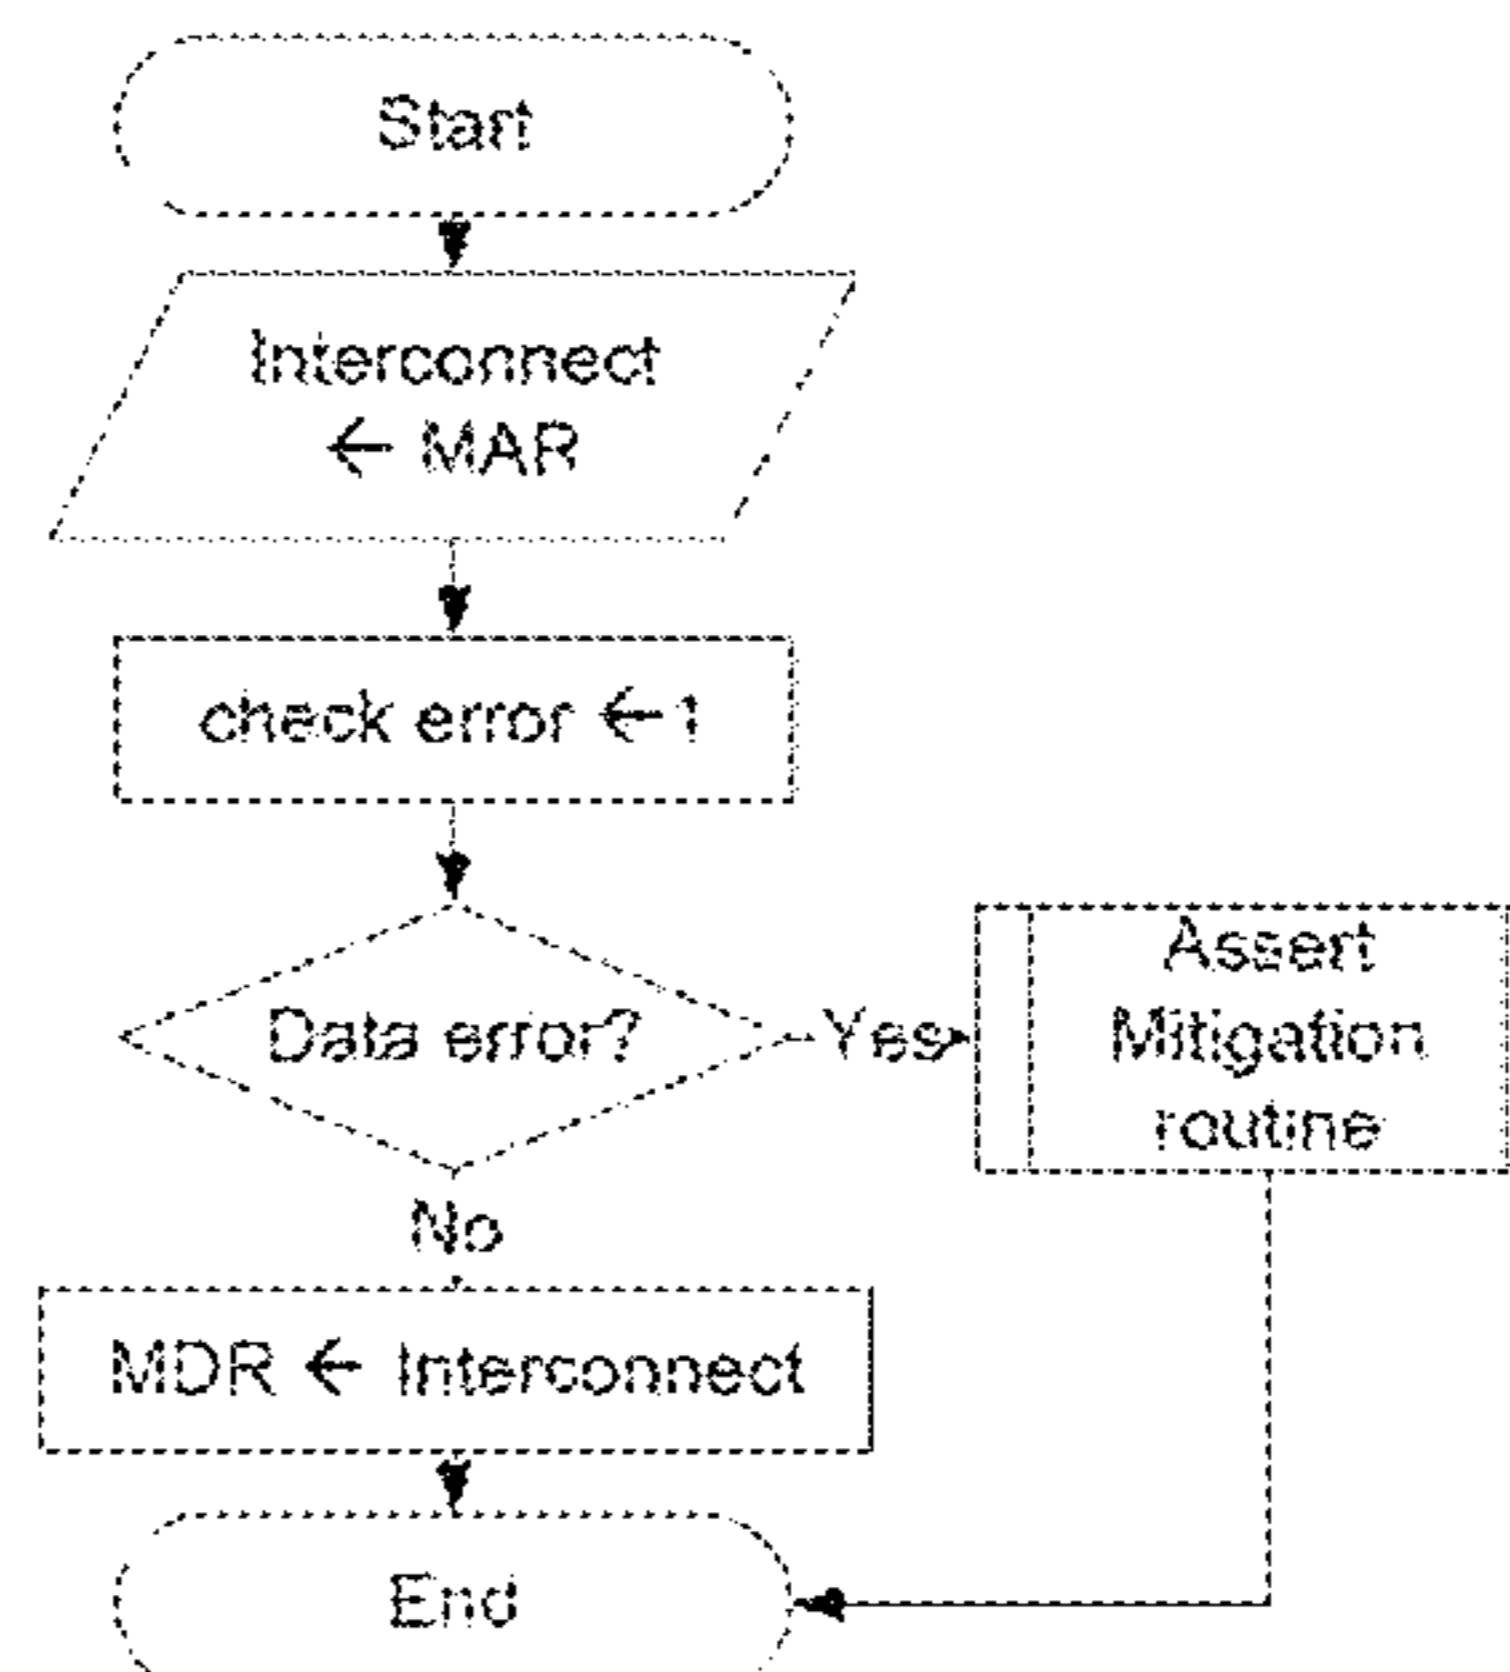 Start
Interconnect
← MAR
check error ←1
Data error?
Yes
Assert
Mitigation
routine
No
MDR ← Interconnect
End